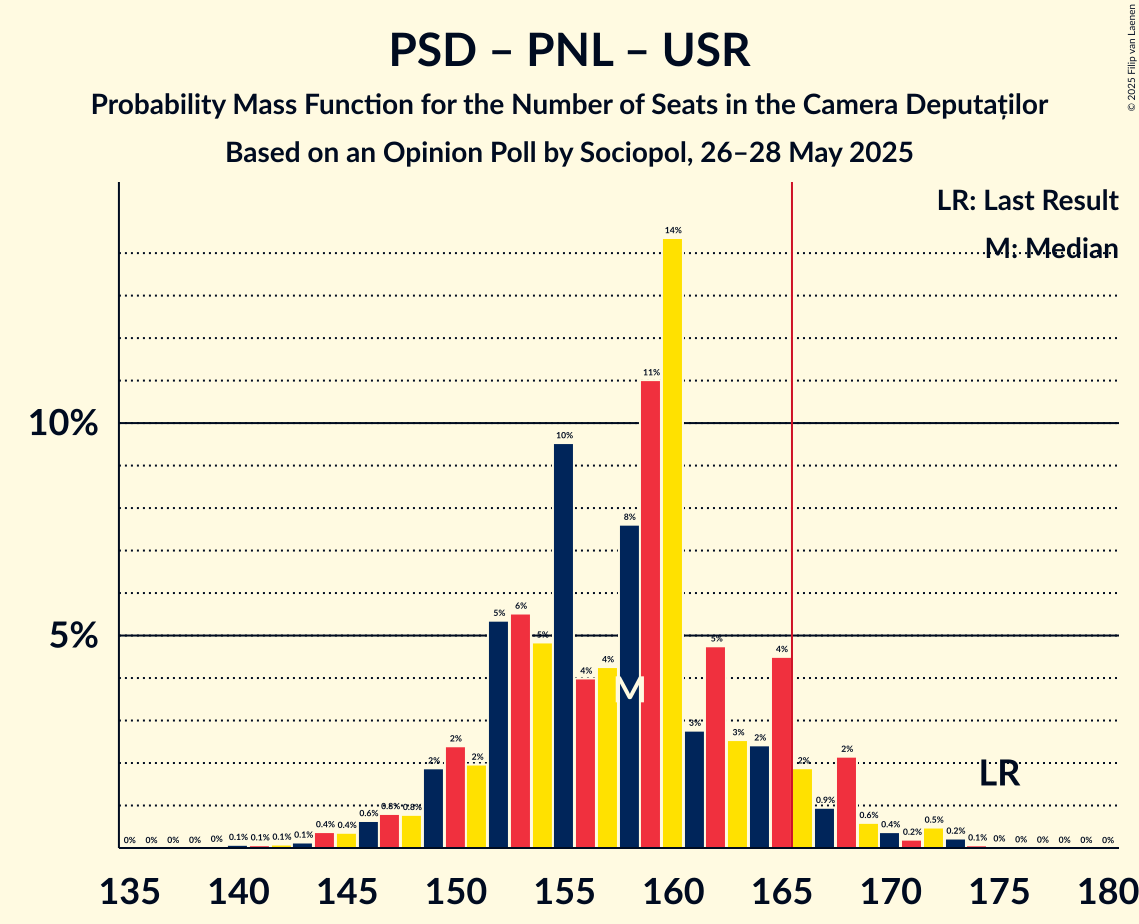 PSD – PNL – USR
Probability Mass Function for the Number of Seats in the Camera Deputaților
Based on an Opinion Poll by Sociopol, 26–28 May 2025
© 2025 Filip van Laenen
LR: Last Result
M: Median
10%
5%
0% 0% 0% 0% 0% 0.1% 0.1% 0.1% 0.1% 0.4% 0.4% 0.6% 0.8% 0.8% 2% 2% 2% 5% 6% 5% 10% 4% 4% 8% 11% 14% 3% 5% 3% 2% 4% 2% 0.9% 2% 0.6% 0.4% 0.2% 0.5% 0.2% 0.1% 0% 0% 0% 0% 0% 0%
M
LR
135 140 145 150 155 160 165 170 175 180